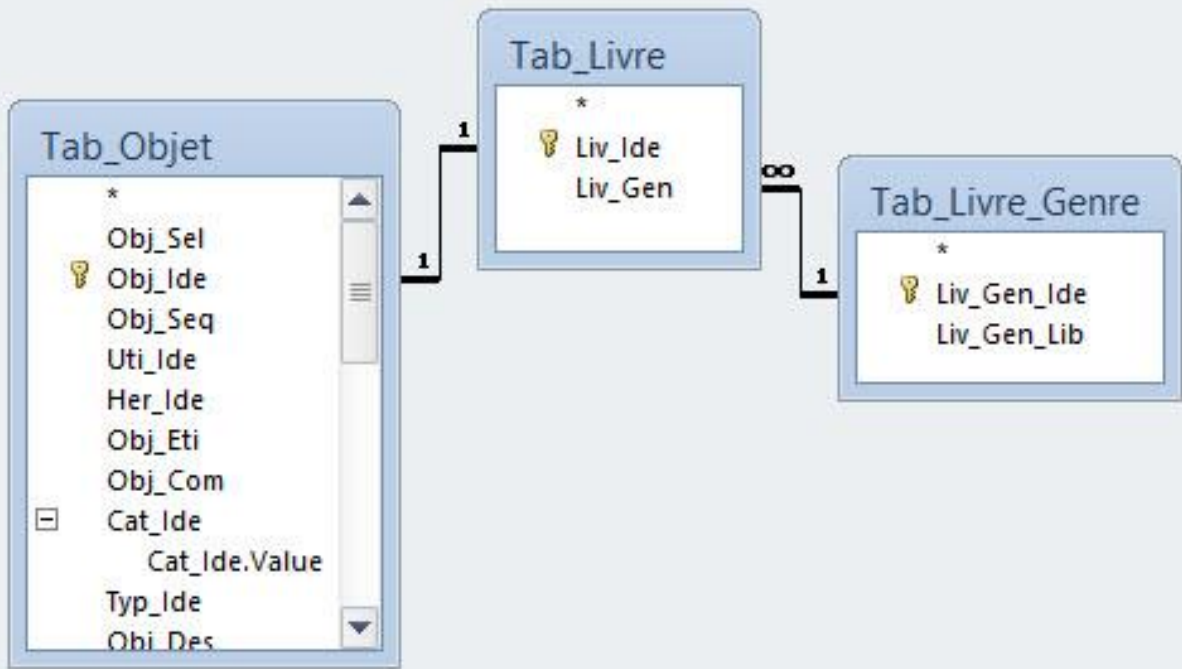 Tab_Objet
*
Obj_Sel
Obj_Ide
Obj_Seq
Uti_Ide
Her_Ide
Obj_Eti
Obj_Com
Cat_Ide
Cat_Ide.Value
Typ_Ide
Obj_Des
1
1
Tab_Livre
*
Liv_Ide
Liv_Gen
∞
1
Tab_Livre_Genre
*
Liv_Gen_Ide
Liv_Gen_Lib